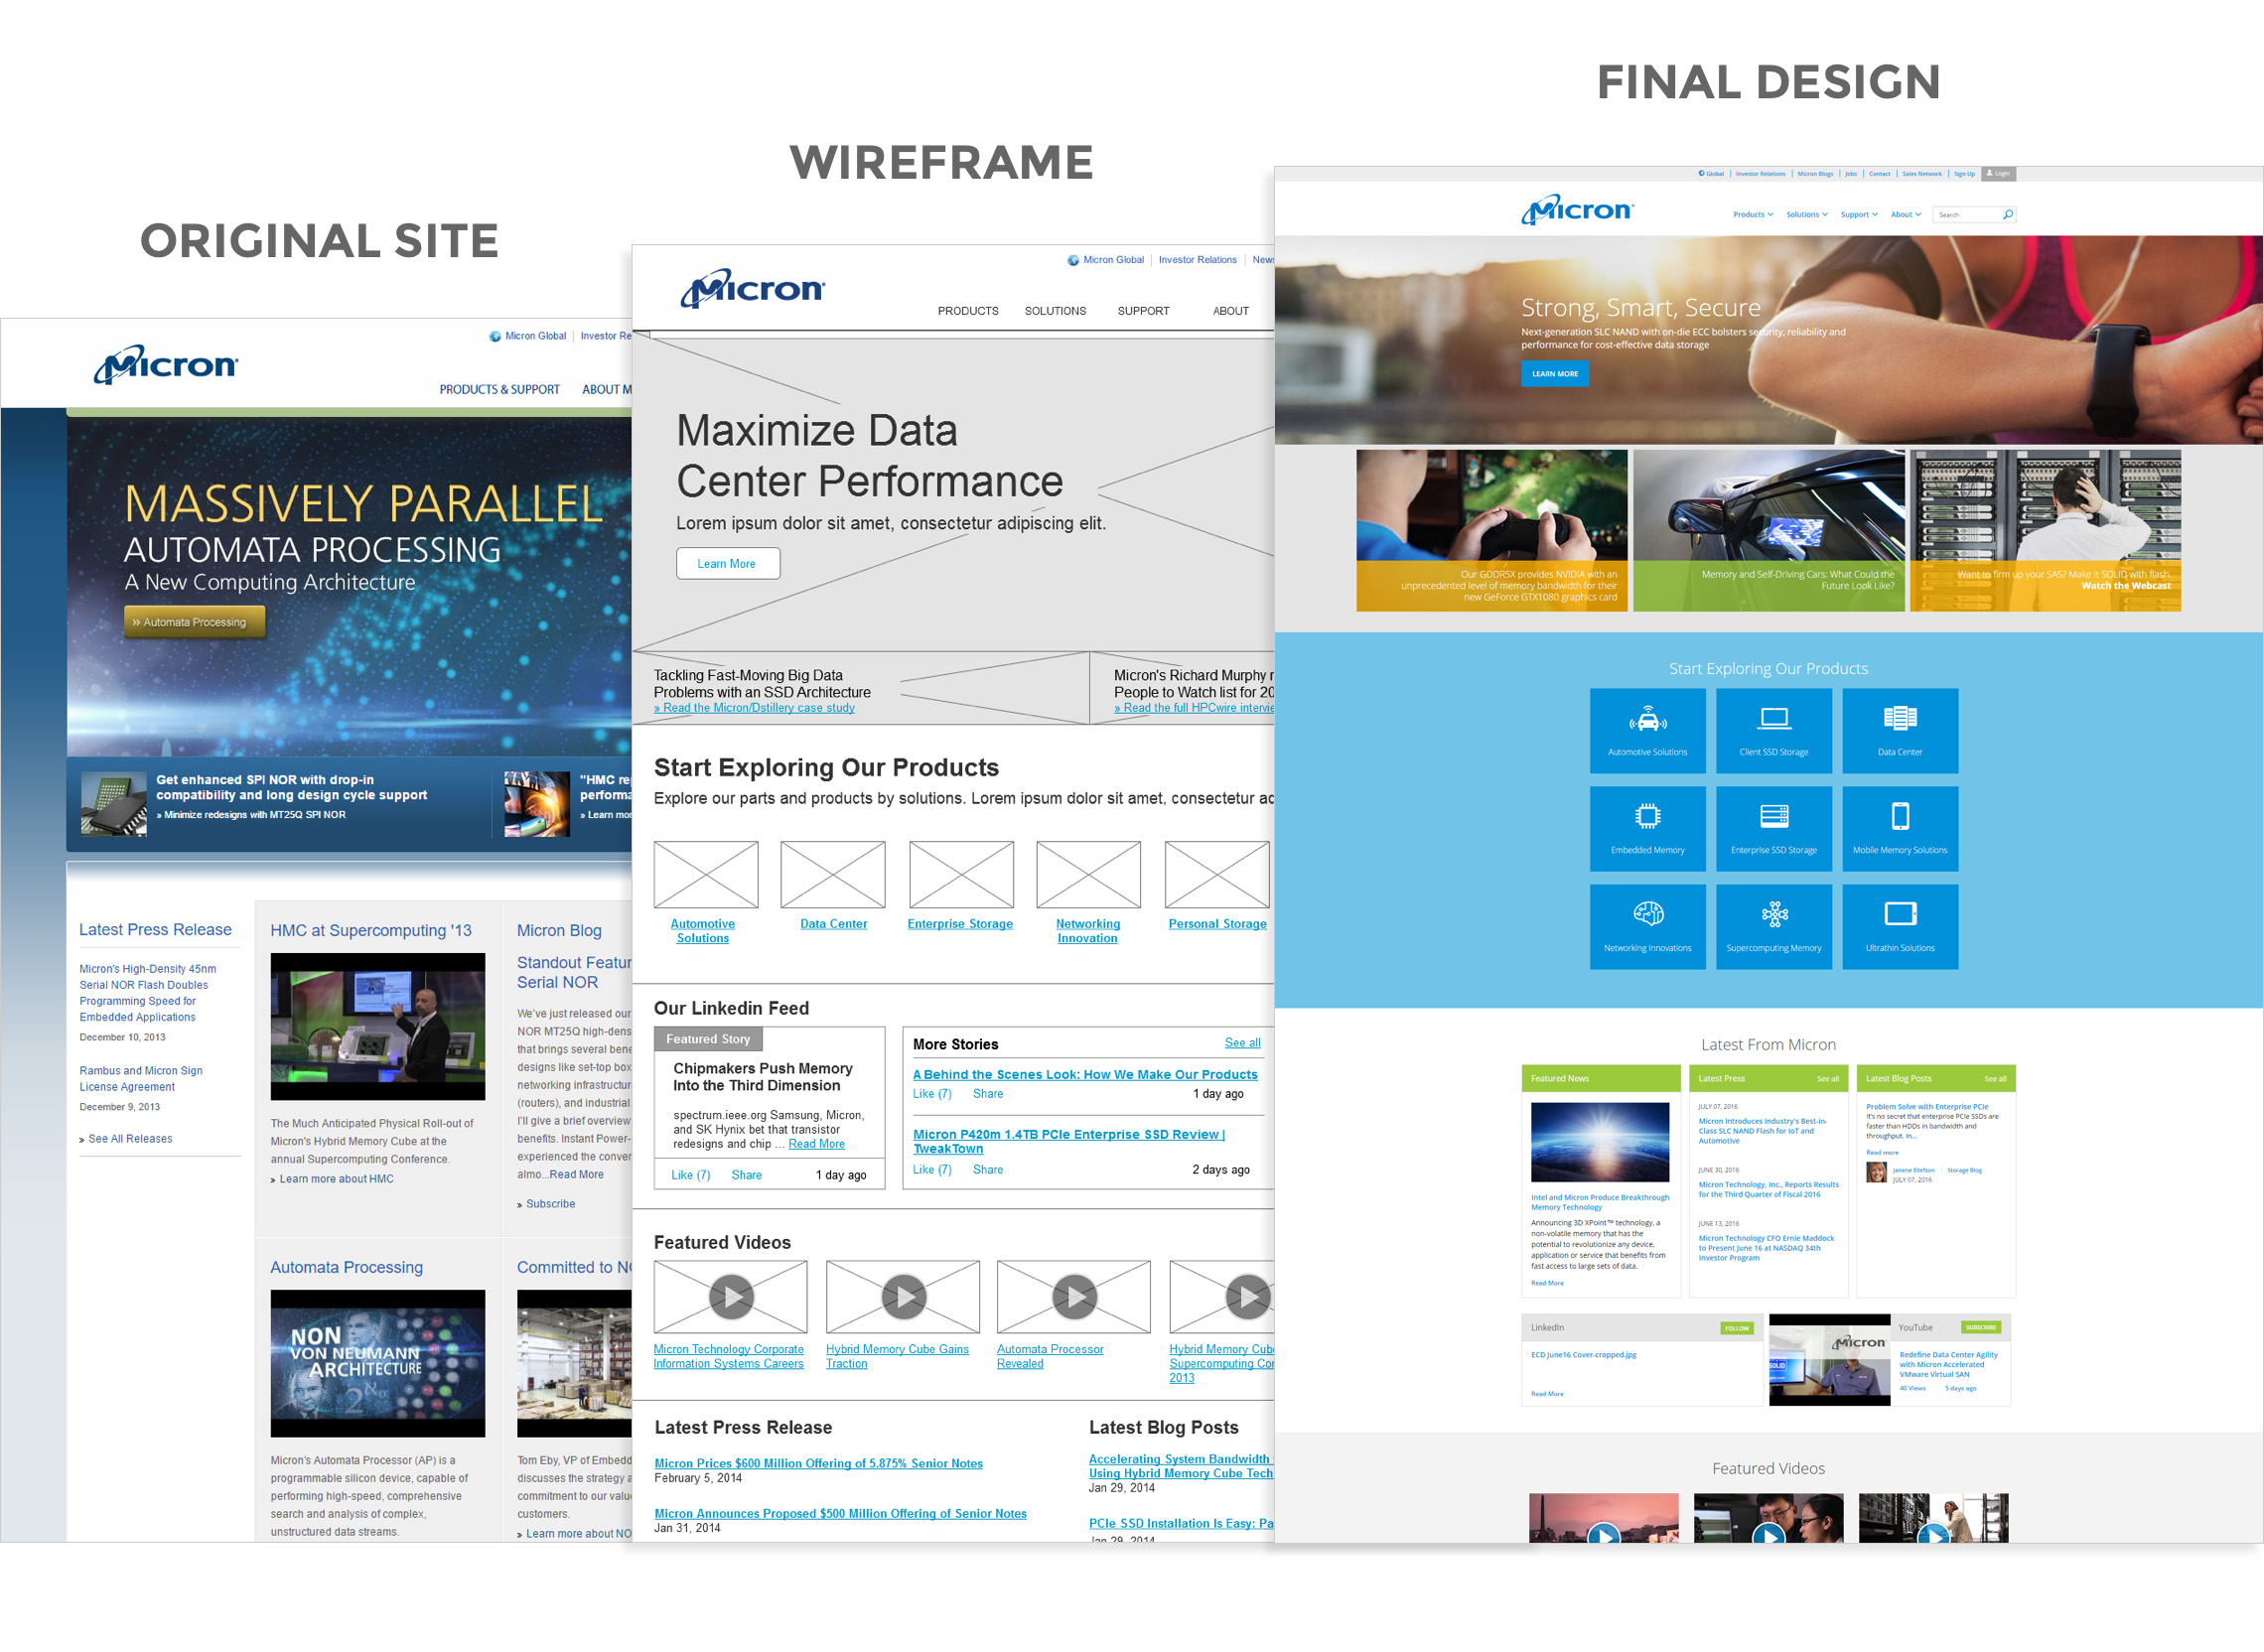 ORIGINAL SITE
Micron
Micron Global
Investor Re
PRODUCTS & SUPPORT
ABOUT M
MASSIVELY PARALLEL
AUTOMATA PROCESSING
A New Computing Architecture
» Automata Processing
Get enhanced SPI NOR with drop-in
compatibility and long design cycle support
» Minimize redesigns with MT25Q SPI NOR
"HMC re
performa
» Learn mor
Latest Press Release
Micron's High-Density 45nm
Serial NOR Flash Doubles
Programming Speed for
Embedded Applications
December 10, 2013
Rambus and Micron Sign
License Agreement
December 9, 2013
» See All Releases
HMC at Supercomputing '13
The Much Anticipated Physical Roll-out of
Micron's Hybrid Memory Cube at the
annual Supercomputing Conference.
» Learn more about HMC
Micron Blog
Standout Featur
Serial NOR
We've just released our
NOR MT25Q high-dens
that brings several bene
designs like set-top box
networking infrastructur
(routers), and industrial
I'll give a brief overview
benefits. Instant Power-
experienced the conver
almo...Read More
» Subscribe
Automata Processing
NON
VON NEUMANN
ARCHITECTURE
Micron's Automata Processor (AP) is a
programmable silicon device, capable of
performing high-speed, comprehensive
search and analysis of complex,
unstructured data streams.
Committed to NO
Tom Eby, VP of Embedd
discusses the strategy a
commitment to our valu
customers.
» Learn more about NO
WIREFRAME
Micron
Micron Global
Investor Relations
News
PRODUCTS
SOLUTIONS
SUPPORT
ABOUT
Maximize Data
Center Performance
Lorem ipsum dolor sit amet, consectetur adipiscing elit.
Learn More
Tackling Fast-Moving Big Data
Problems with an SSD Architecture
» Read the Micron/Dstillery case study
Micron's Richard Murphy n
People to Watch list for 20
» Read the full HPCwire intervie
Start Exploring Our Products
Explore our parts and products by solutions. Lorem ipsum dolor sit amet, consectetur ad
Automotive
Solutions
Data Center
Enterprise Storage
Networking
Innovation
Personal Storage
Our Linkedin Feed
Featured Story
Chipmakers Push Memory
Into the Third Dimension
spectrum.ieee.org Samsung, Micron,
and SK Hynix bet that transistor
redesigns and chip ... Read More
Like (7) Share 1 day ago
More Stories See all
A Behind the Scenes Look: How We Make Our Products
Like (7) Share 1 day ago
Micron P420m 1.4TB PCIe Enterprise SSD Review |
TweakTown
Like (7) Share 2 days ago
Featured Videos
Micron Technology Corporate
Information Systems Careers
Hybrid Memory Cube Gains
Traction
Automata Processor
Revealed
Hybrid Memory Cube
Supercomputing Con
2013
Latest Press Release
Micron Prices $600 Million Offering of 5.875% Senior Notes
February 5, 2014
Micron Announces Proposed $500 Million Offering of Senior Notes
Jan 31, 2014
Latest Blog Posts
Accelerating System Bandwidth
Using Hybrid Memory Cube Tech
Jan 29, 2014
PCIe SSD Installation Is Easy: Pa
Jan 29, 2014
FINAL DESIGN
Global
Investor Relations
Micron Blogs
Jobs
Contact
Sales Network
Sign Up
Login
Micron
Products
Solutions
Support
About
Search
Strong, Smart, Secure
Next-generation SLC NAND with on-die ECC bolsters security, reliability and
performance for cost-effective data storage
LEARN MORE
Our GDDR5X provides NVIDIA with an
unprecedented level of memory bandwidth for their
new GeForce GTX1080 graphics card
Memory and Self-Driving Cars: What Could the
Future Look Like?
Want to firm up your SAS? Make it SOLID with flash.
Watch the Webcast
Start Exploring Our Products
Automotive Solutions
Client SSD Storage
Data Center
Embedded Memory
Enterprise SSD Storage
Mobile Memory Solutions
Networking Innovations
Supercomputing Memory
Ultrathin Solutions
Latest From Micron
Featured News
Intel and Micron Produce Breakthrough
Memory Technology
Announcing 3D XPoint™ technology, a
non-volatile memory that has the
potential to revolutionize any device,
application or service that benefits from
fast access to large sets of data.
Read More
Latest Press See all
JULY 07, 2016
Micron Introduces Industry's Best-in-
Class SLC NAND Flash for IoT and
Automotive
JUNE 30, 2016
Micron Technology, Inc., Reports Results
for the Third Quarter of Fiscal 2016
JUNE 13, 2016
Micron Technology CFO Ernie Maddock
to Present June 16 at NASDAQ 34th
Investor Program
Latest Blog Posts See all
Problem Solve with Enterprise PCIe
It's no secret that enterprise PCIe SSDs are
faster than HDDs in bandwidth and
throughput. In...
Read more
Janene Ellefson
Storage Blog
JULY 07, 2016
LinkedIn FOLLOW
ECD June16 Cover-cropped.jpg
Read More
Micron
SOLID
YouTube SUBSCRIBE
Redefine Data Center Agility
with Micron Accelerated
VMware Virtual SAN
40 Views 5 days ago
Featured Videos